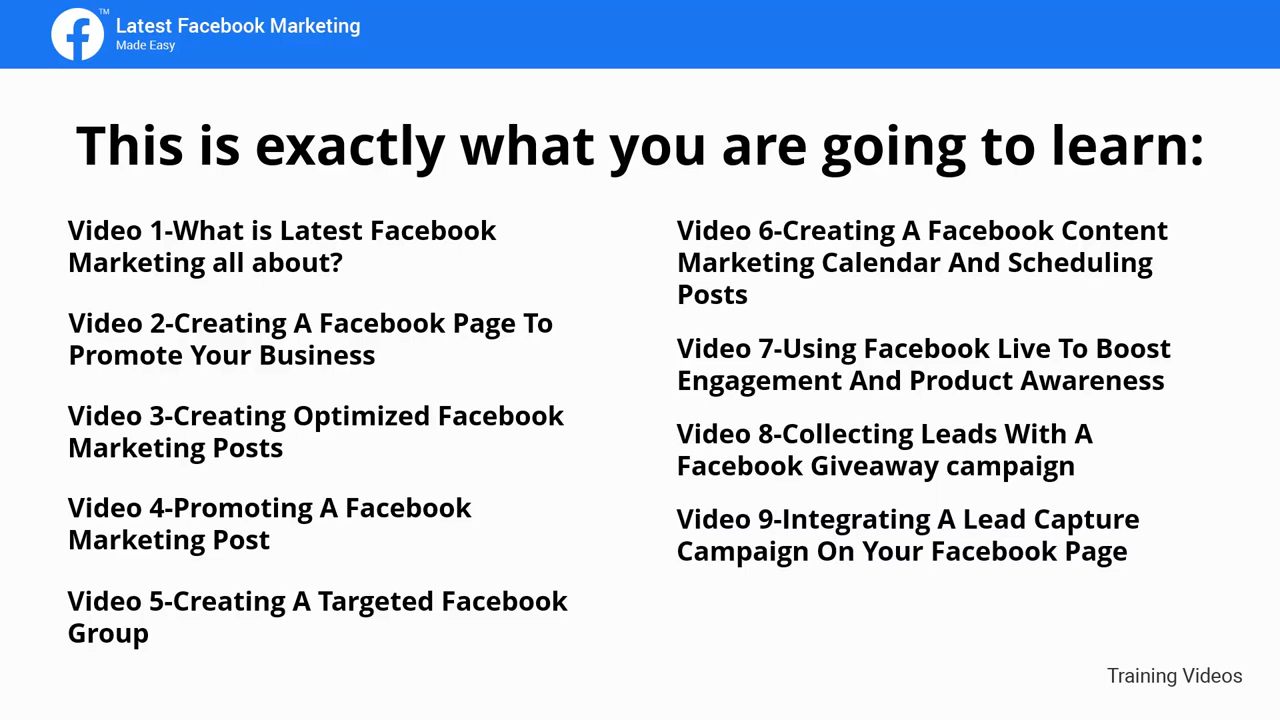 TM
Latest Facebook Marketing
Made Easy
This is exactly what you are going to learn:
Video 1-What is Latest Facebook
Marketing all about?
Video 2-Creating A Facebook Page To
Promote Your Business
Video 3-Creating Optimized Facebook
Marketing Posts
Video 4-Promoting A Facebook
Marketing Post
Video 5-Creating A Targeted Facebook
Group
Video 6-Creating A Facebook Content
Marketing Calendar And Scheduling
Posts
Video 7-Using Facebook Live To Boost
Engagement And Product Awareness
Video 8-Collecting Leads With A
Facebook Giveaway campaign
Video 9-Integrating A Lead Capture
Campaign On Your Facebook Page
Training Videos